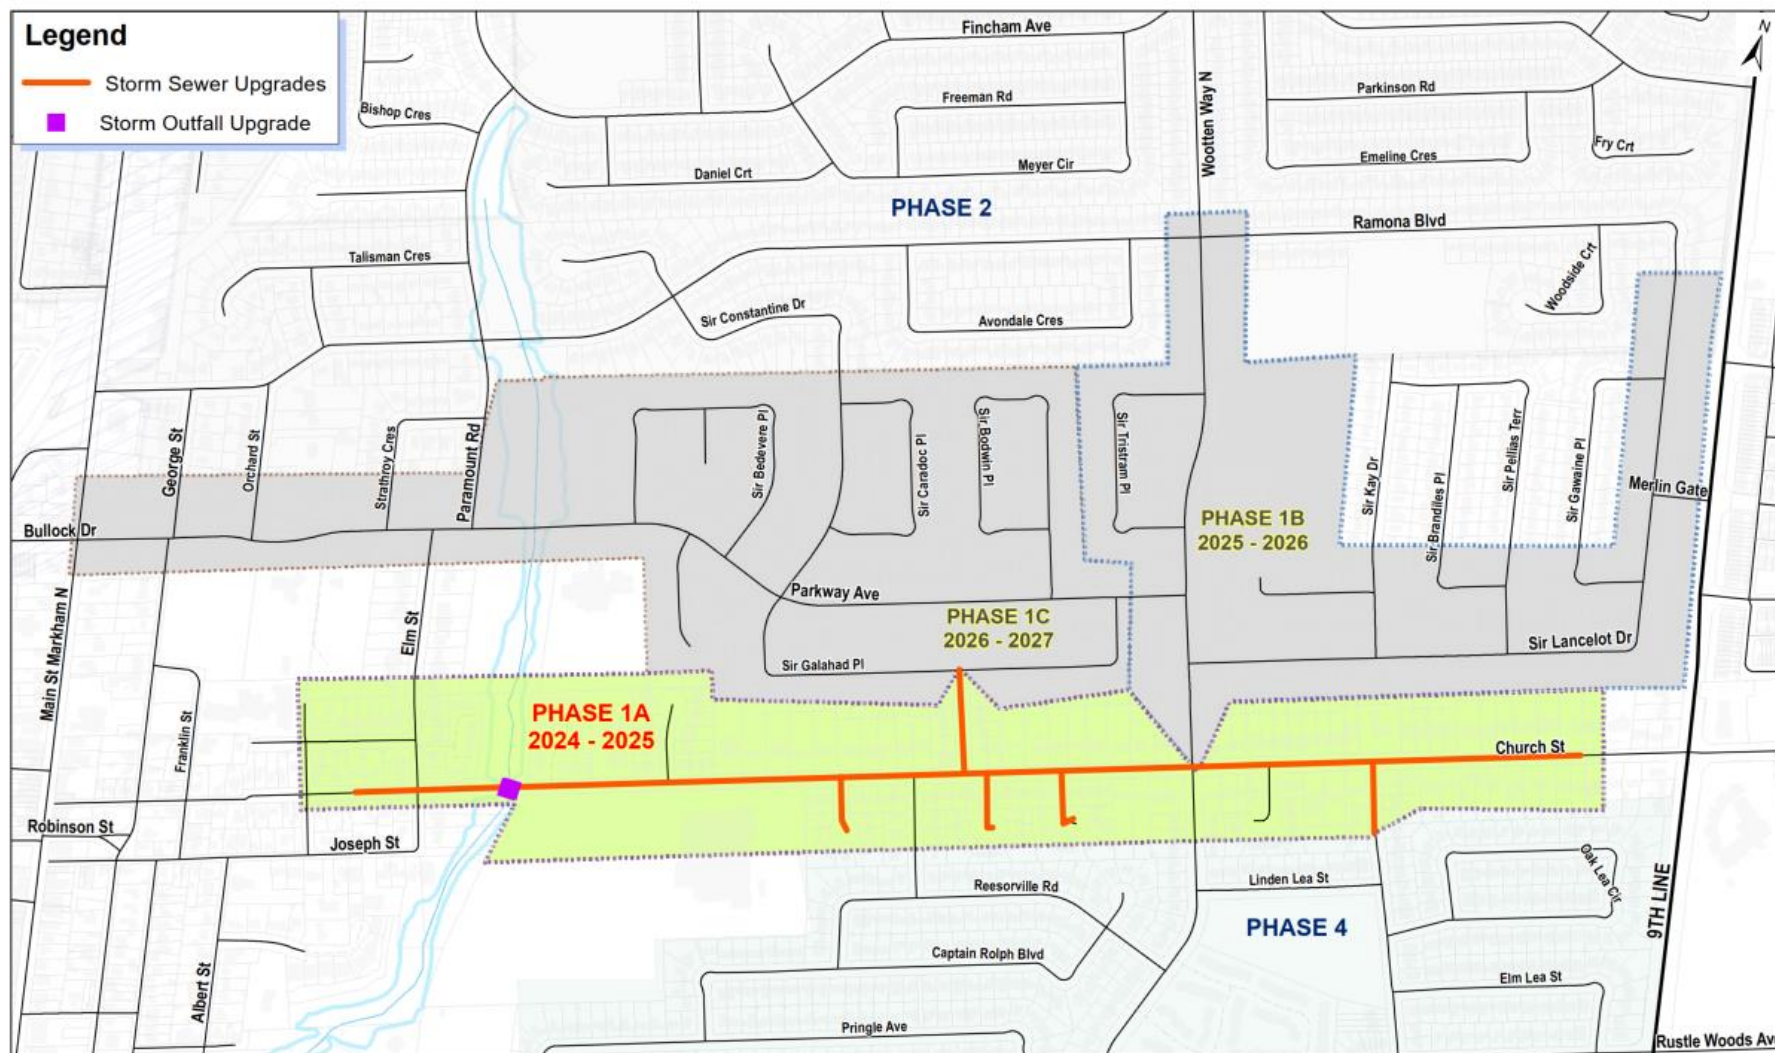 Legend
Storm Sewer Upgrades
Storm Outfall Upgrade
N
Fincham Ave
Wootten Way N
Bishop Cres
Freeman Rd
Parkinson Rd
Daniel Crt
Meyer Cir
Emeline Cres
Fry Crt
PHASE 2
Ramona Blvd
Talisman Cres
Woodside Crt
Sir Constantine Dr
Avondale Cres
George St
Orchard St
Strathroy Cres
Paramount Rd
Sir Bedevere Pl
Sir Caradoc Pl
Sir Bodwin Pl
Sir Tristram Pl
Sir Kay Dr
Sir Brandiles Pl
Sir Pellias Terr
Sir Gawaine Pl
Merlin Gate
Bullock Dr
PHASE 1B
2025 - 2026
Parkway Ave
PHASE 1C
2026 - 2027
Main St Markham N
Elm St
Sir Lancelot Dr
Sir Galahad Pl
Franklin St
PHASE 1A
2024 - 2025
Church St
Robinson St
Joseph St
Reesorville Rd
Linden Lea St
Oak Lea Cir
9TH LINE
PHASE 4
Captain Rolph Blvd
Elm Lea St
Albert St
Pringle Ave
Rustle Woods Av